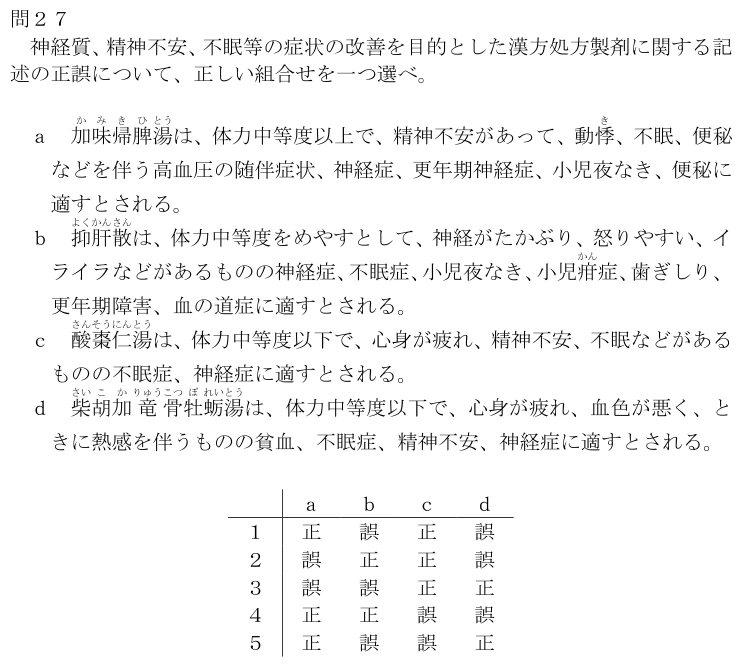 問２７
神経質、精神不安、不眠等の症状の改善を目的とした漢方処方製剤に関する記
述の正誤について、正しい組合せを一つ選べ。
か み き ひ とう
き
a 加味帰脾湯は、体力中等度以上で、精神不安があって、動悸、不眠、便秘
などを伴う高血圧の随伴症状、神経症、更年期神経症、小児夜なき、便秘に
適すとされる。
よくかんさん
b 抑肝散は、体力中等度をめやすとして、神経がたかぶり、怒りやすい、イ
かん
ライラなどがあるものの神経症、不眠症、小児夜なき、小児疳症、歯ぎしり、
更年期障害、血の道症に適すとされる。
さんそうにんとう
c 酸棗仁湯は、体力中等度以下で、心身が疲れ、精神不安、不眠などがある
ものの不眠症、神経症に適すとされる。
さい こ か りゅうこつ ぼ れいとう
d 柴胡加竜骨牡蛎湯は、体力中等度以下で、心身が疲れ、血色が悪く、と
きに熱感を伴うものの貧血、不眠症、精神不安、神経症に適すとされる。
a b c d
1 正 誤 正 誤
2 誤 正 正 誤
3 誤 誤 正 正
4 正 正 誤 誤
5 正 誤 誤 正